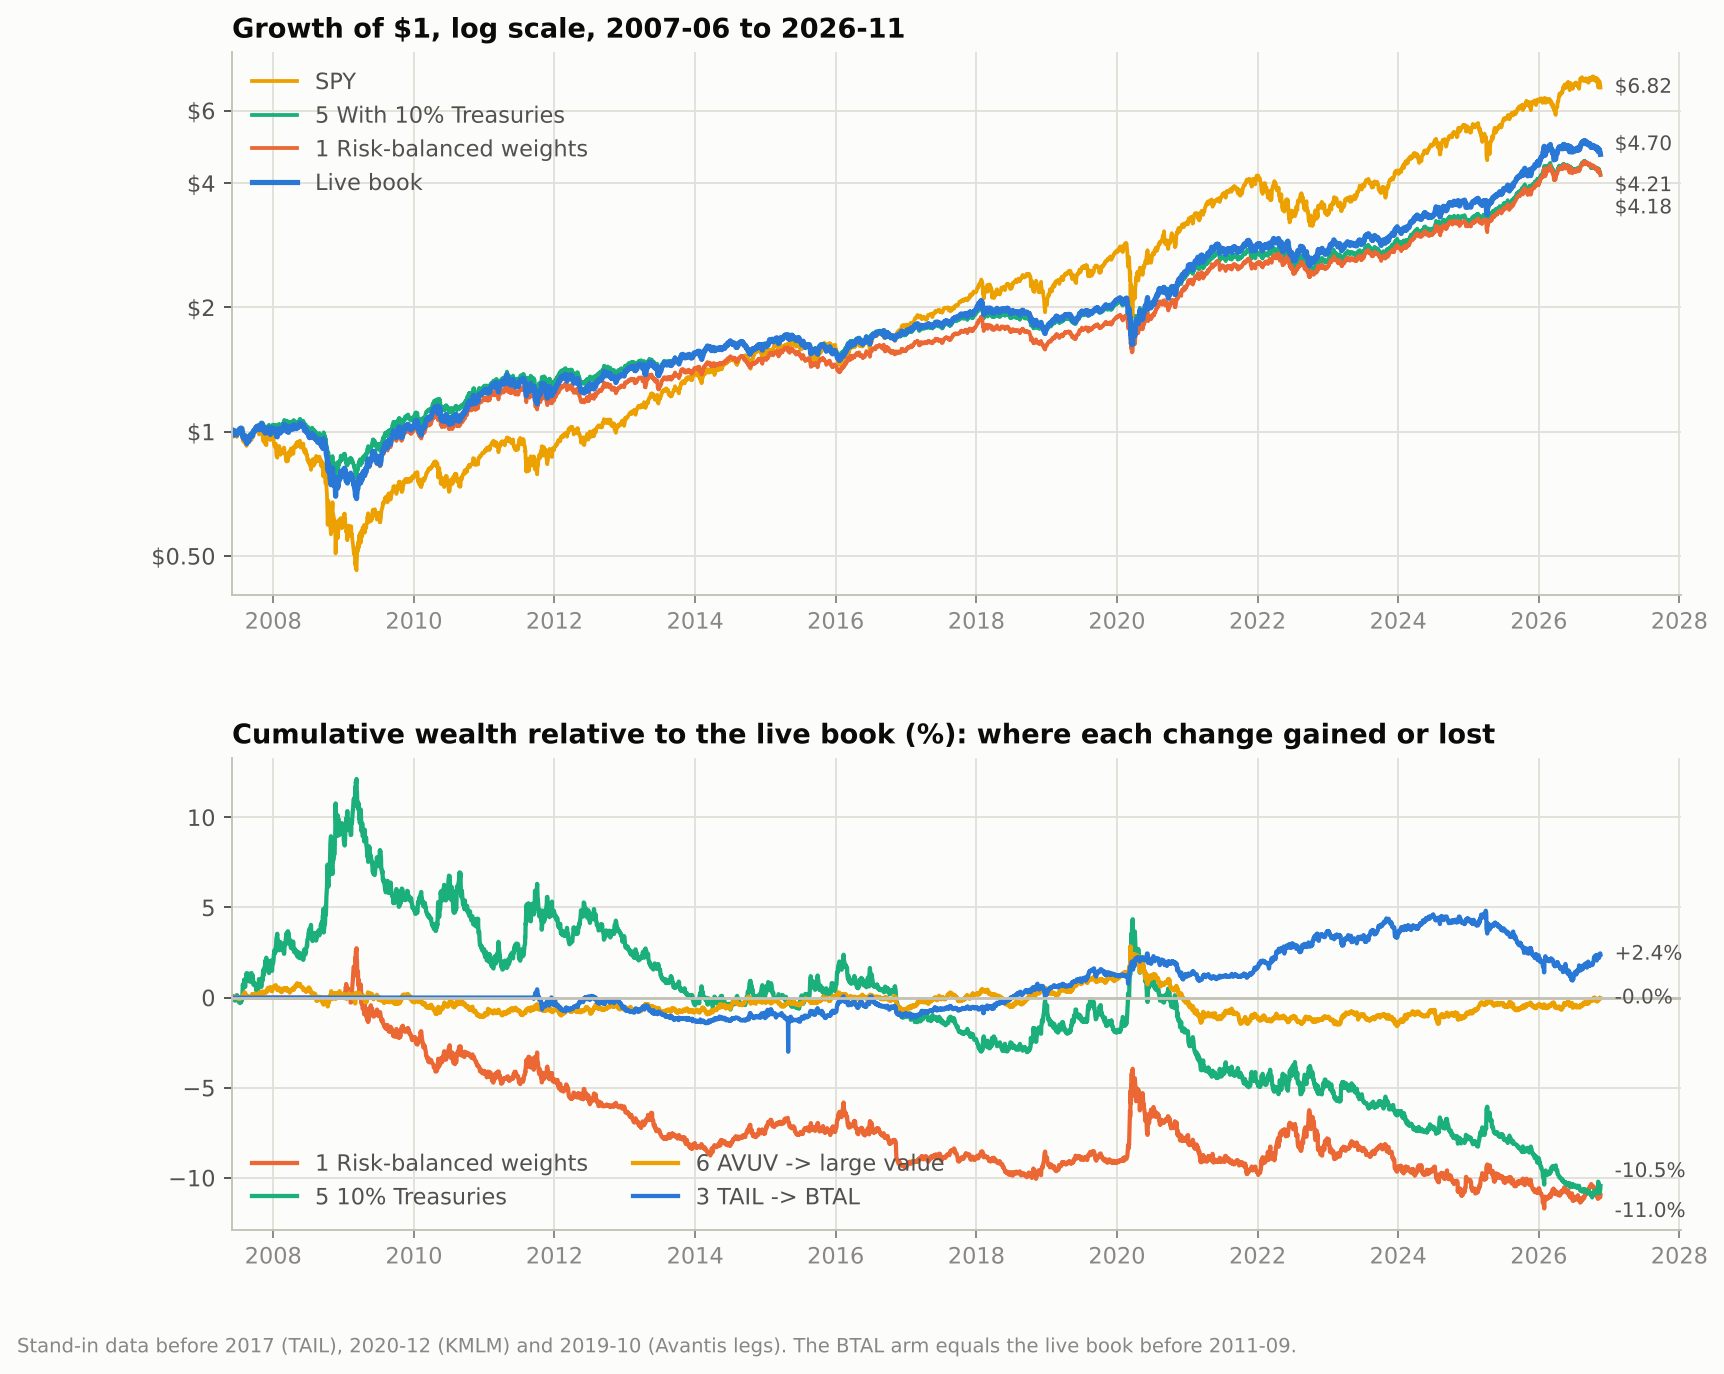 Growth of $1, log scale, 2007-06 to 2026-11
SPY
5 With 10% Treasuries
1 Risk-balanced weights
Live book
$6
$4
$2
$1
$0.50
$6.82
$4.70
$4.21
$4.18
2008 2010 2012 2014 2016 2018 2020 2022 2024 2026 2028
Cumulative wealth relative to the live book (%): where each change gained or lost
10
5
0
−5
−10
+2.4%
-0.0%
-10.5%
-11.0%
1 Risk-balanced weights 6 AVUV -> large value
5 10% Treasuries 3 TAIL -> BTAL
2008 2010 2012 2014 2016 2018 2020 2022 2024 2026 2028
Stand-in data before 2017 (TAIL), 2020-12 (KMLM) and 2019-10 (Avantis legs). The BTAL arm equals the live book before 2011-09.